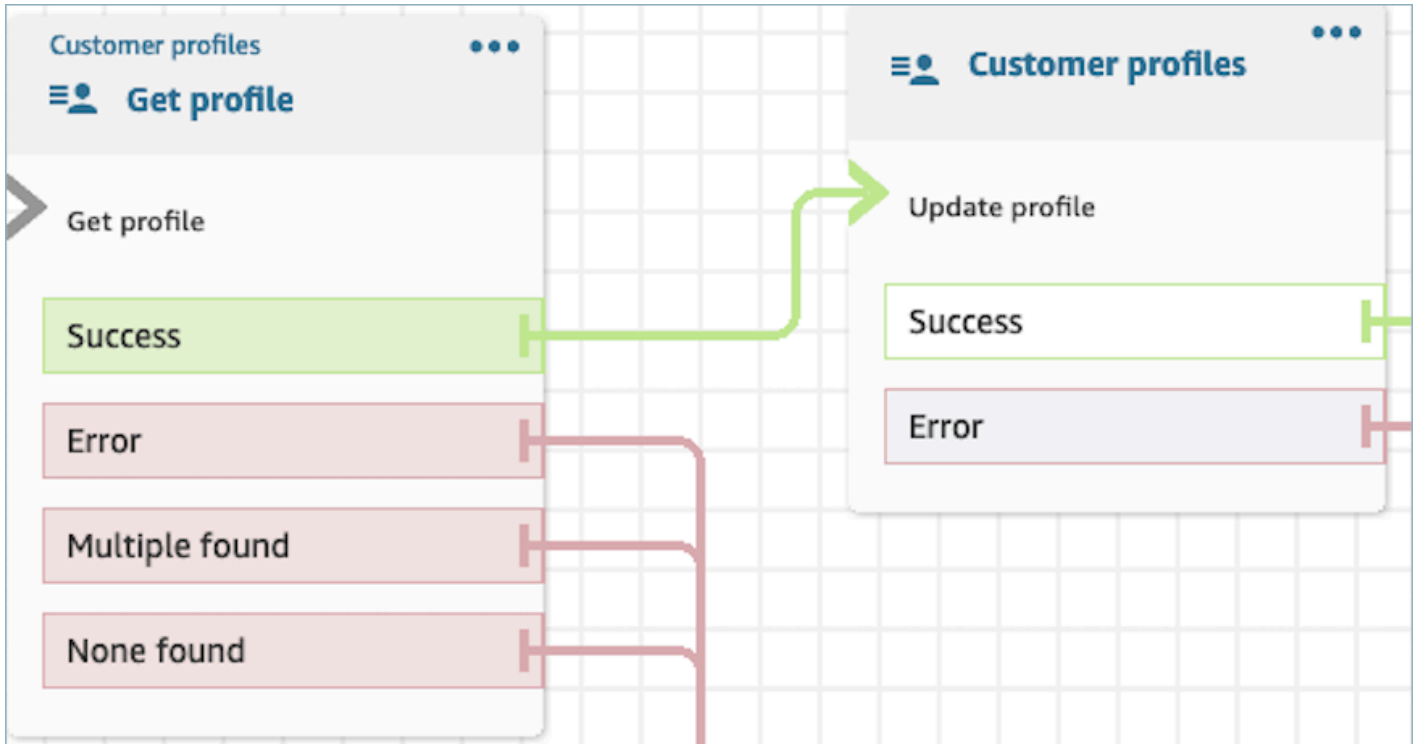 Customer profiles
Get profile
Get profile
Success
Error
Multiple found
None found
Customer profiles
Update profile
Success
Error